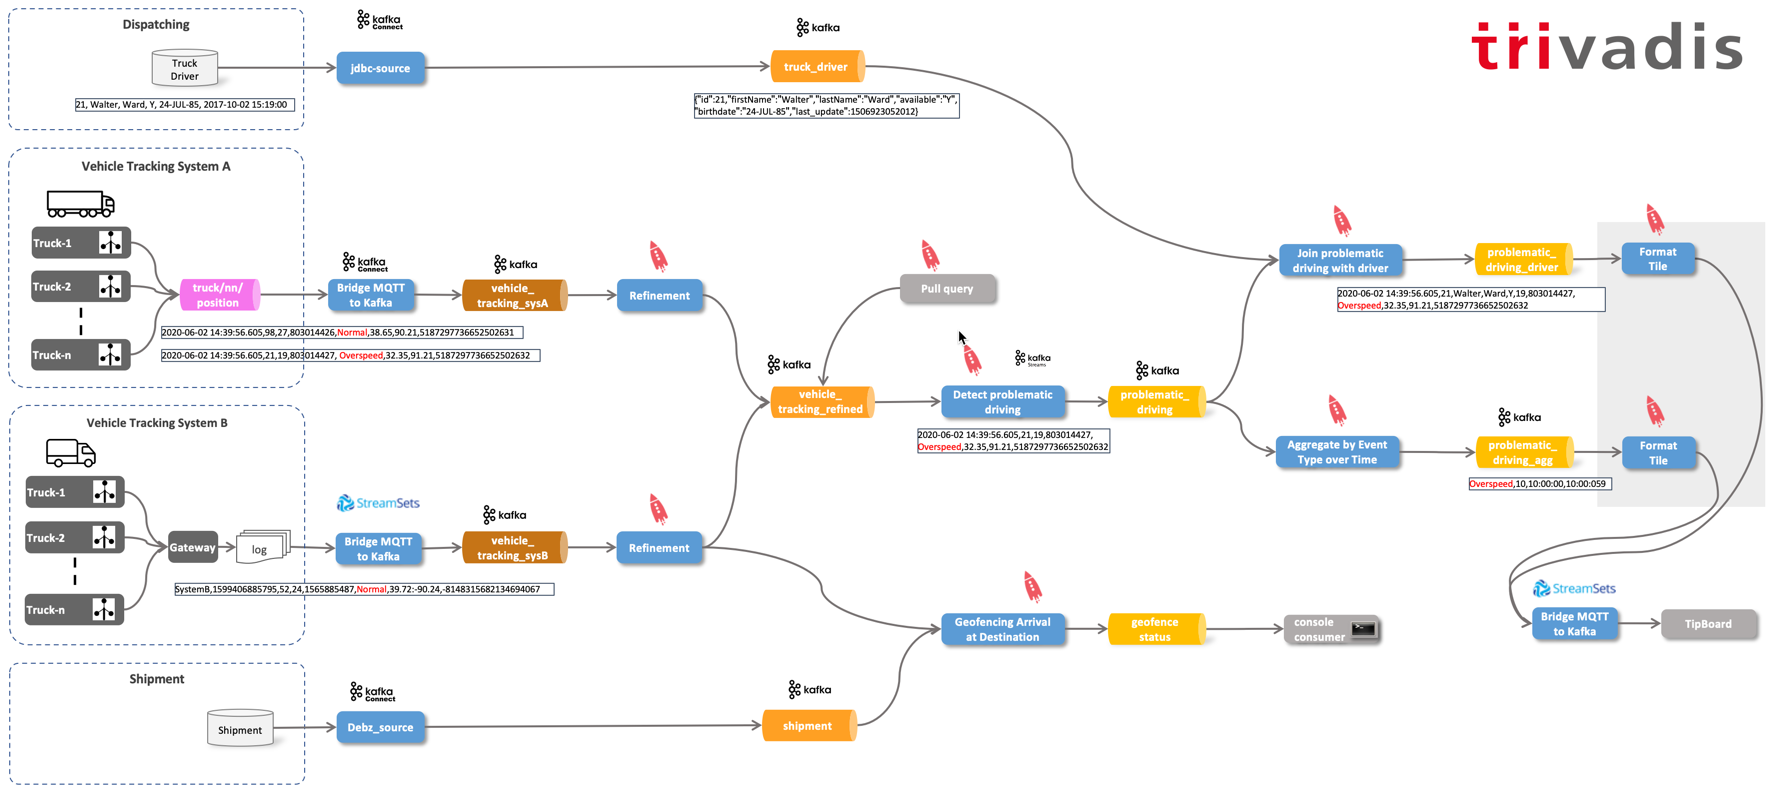 Dispatching
Truck
Driver
21, Walter, Ward, Y, 24-JUL-85, 2017-10-02 15:19:00
kafka
Connect
jdbc-source
kafka
truck_driver
{"id":21,"firstName":"Walter","lastName":"Ward","available":"Y",
"birthdate":"24-JUL-85","last_update":1506923052012}
trivadis
Vehicle Tracking System A
Truck-1
Truck-2
Truck-n
truck/nn/
position
kafka
Connect
Bridge MQTT
to Kafka
kafka
vehicle_
tracking_sysA
Refinement
2020-06-02 14:39:56.605,98,27,803014426,Normal,38.65,90.21,5187297736652502631
2020-06-02 14:39:56.605,21,19,803014427, Overspeed,32.35,91.21,5187297736652502632
Pull query
kafka
vehicle_
tracking_refined
kafka
Streams
Detect problematic
driving
2020-06-02 14:39:56.605,21,19,803014427,
Overspeed,32.35,91.21,5187297736652502632
kafka
problematic_
driving
Join problematic
driving with driver
problematic_
driving_driver
Format
Tile
2020-06-02 14:39:56.605,21,Walter,Ward,Y,19,803014427,
Overspeed,32.35,91.21,5187297736652502632
Aggregate by Event
Type over Time
kafka
problematic_
driving_agg
Format
Tile
Overspeed,10,10:00:00,10:00:059
Vehicle Tracking System B
Truck-1
Truck-2
Truck-n
Gateway
log
StreamSets
Bridge MQTT
to Kafka
kafka
vehicle_
tracking_sysB
Refinement
SystemB,1599406885795,52,24,1565885487,Normal,39.72:-90.24,-8148315682134694067
Geofencing Arrival
at Destination
geofence
status
console
consumer
StreamSets
Bridge MQTT
to Kafka
TipBoard
Shipment
Shipment
kafka
Connect
Debz_source
kafka
shipment